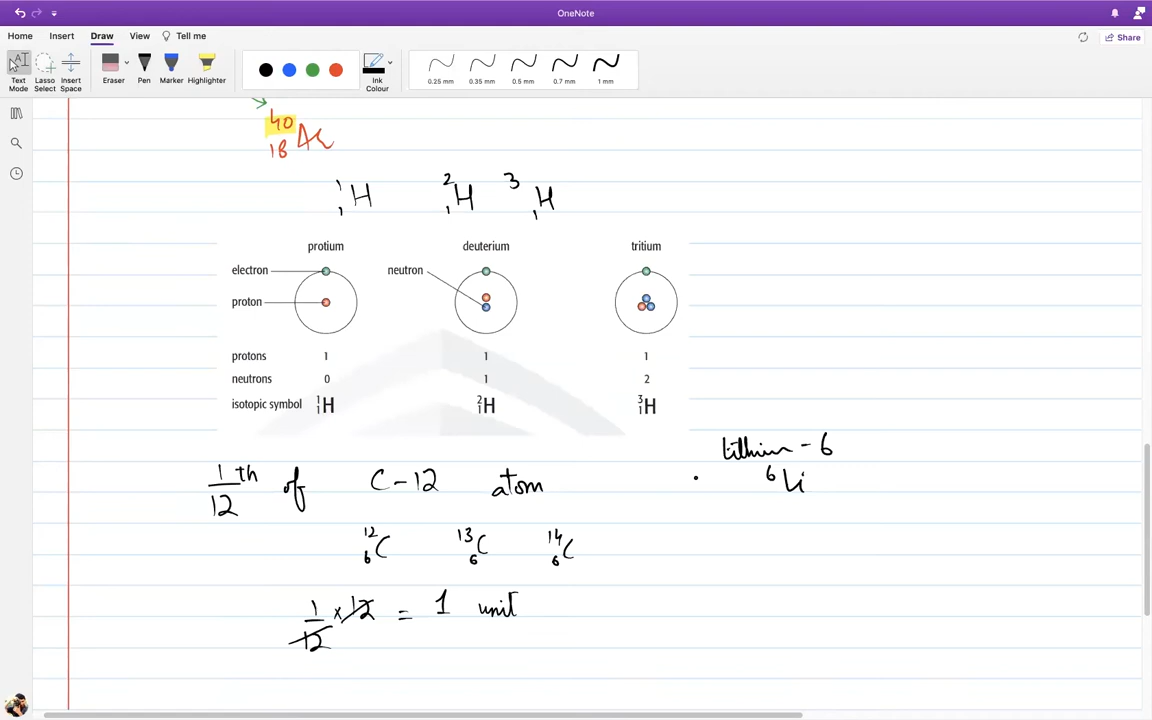 OneNote
Home Insert Draw View Tell me Share
Text Mode Lasso Select Insert Space Eraser Pen Marker Highlighter Ink Colour 0.25 mm 0.35 mm 0.5 mm 0.7 mm 1 mm
40
18 Ar
1 1 H 2 1 H 3 1 H
protium deuterium tritium
electron neutron
proton
protons 1 1 1
neutrons 0 1 2
isotopic symbol 1 1 H 2 1 H 3 1 H
Lithium - 6
6 Li
1/12 th of C-12 atom
12 6 C 13 6 C 14 6 C
1/12 × 12 = 1 unit